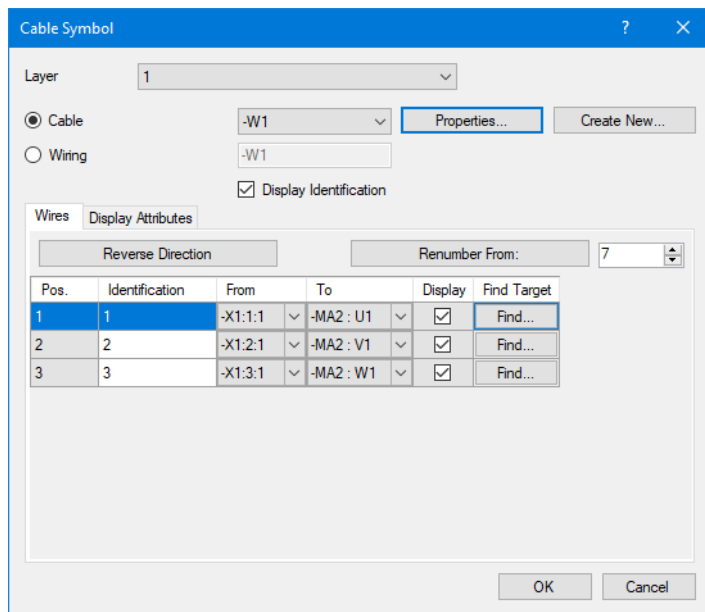 Cable Symbol ?
Layer 1
Cable -W1 Properties... Create New...
Wiring -W1
Display Identification
Wires Display Attributes
Reverse Direction Renumber From: 7
Pos. Identification From To Display Find Target
1 1 -X1:1:1 -MA2 : U1 Find...
2 2 -X1:2:1 -MA2 : V1 Find...
3 3 -X1:3:1 -MA2 : W1 Find...
OK Cancel